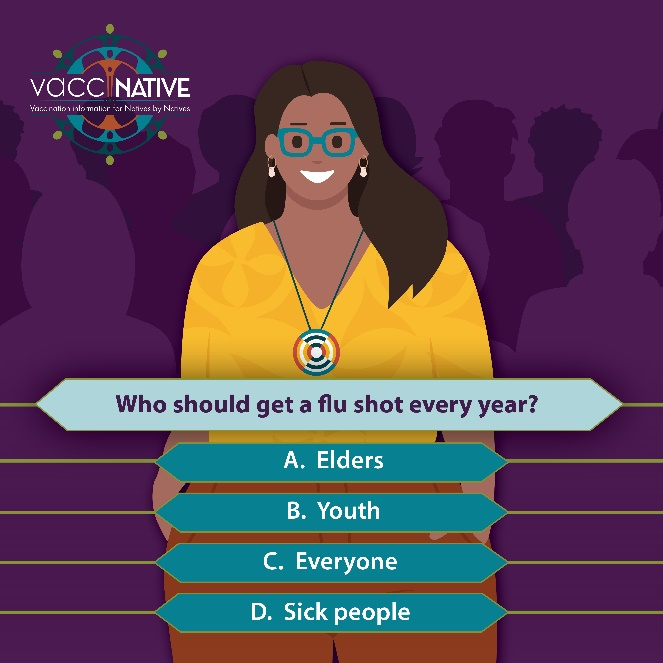 vaccINATIVE
Vaccination information for Natives by Natives
Who should get a flu shot every year?
A. Elders
B. Youth
C. Everyone
D. Sick people